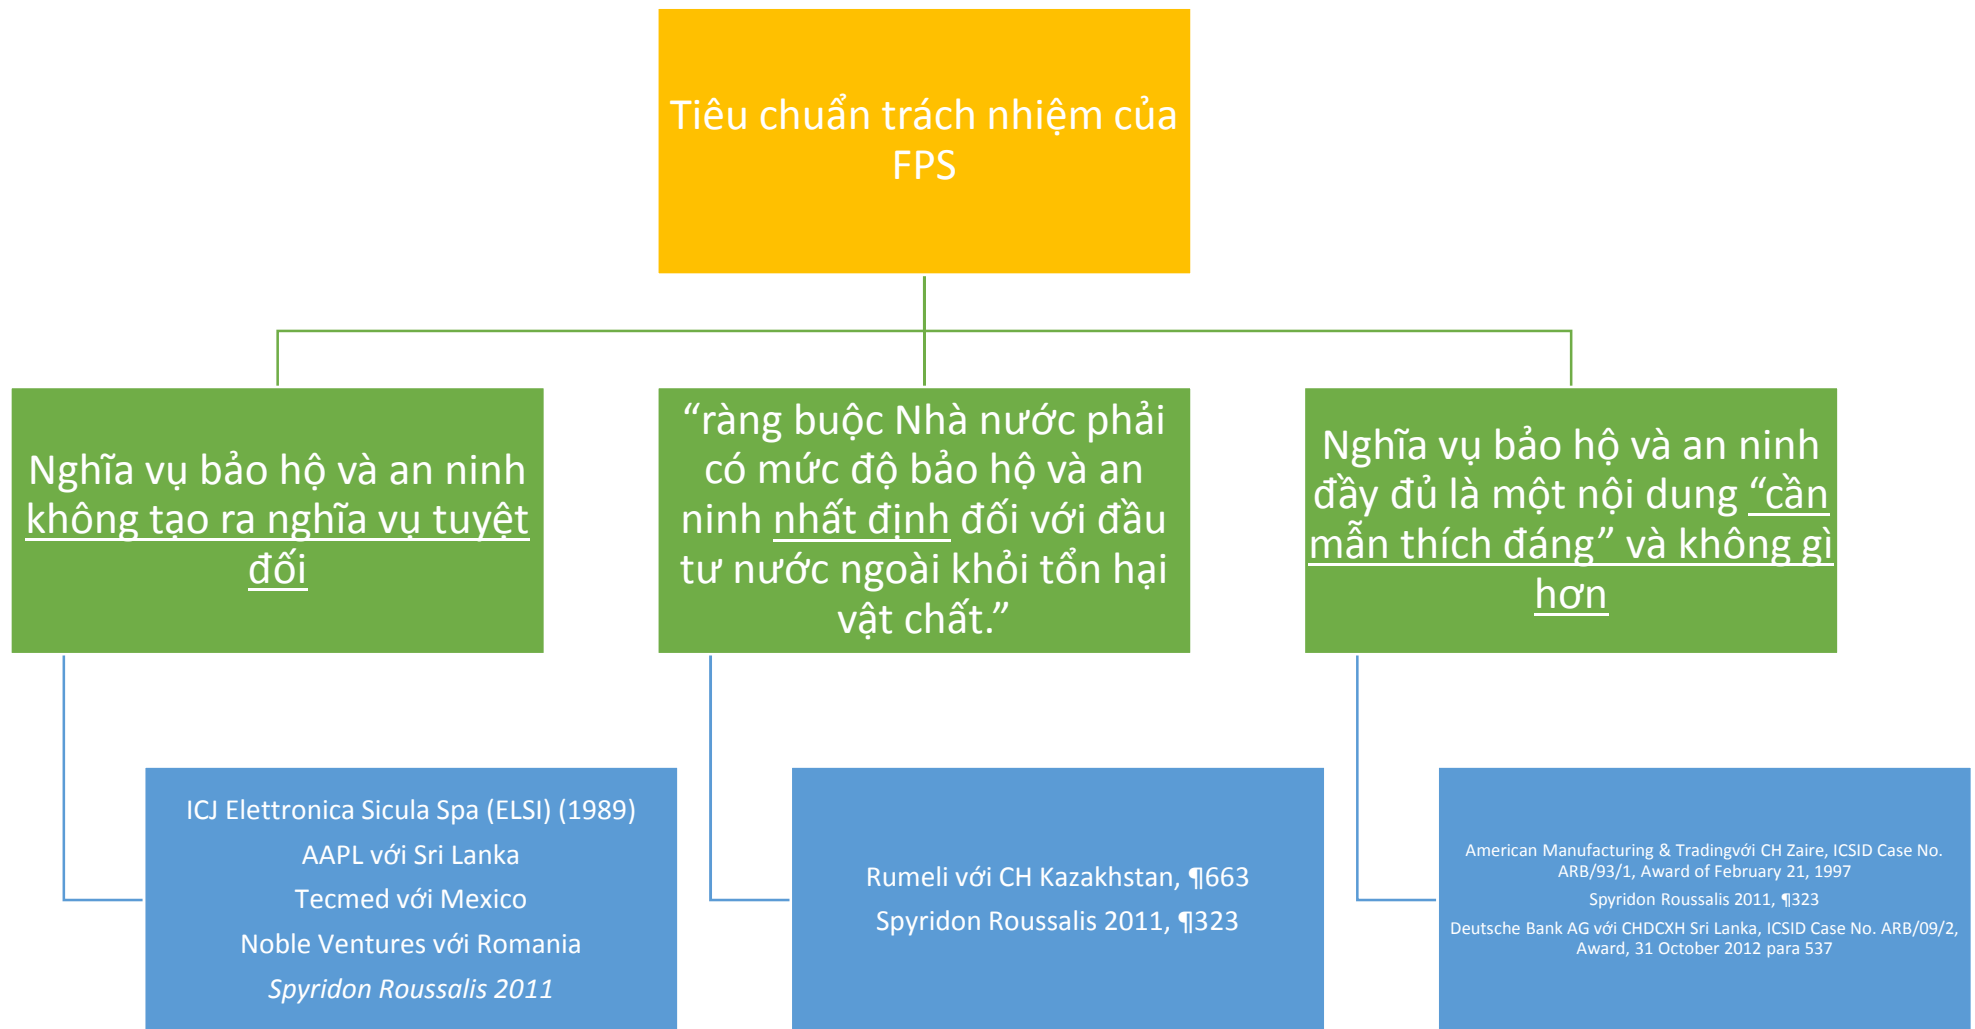 Tiêu chuẩn trách nhiệm của
FPS
Nghĩa vụ bảo hộ và an ninh
không tạo ra nghĩa vụ tuyệt
đối
“ràng buộc Nhà nước phải
có mức độ bảo hộ và an
ninh nhất định đối với đầu
tư nước ngoài khỏi tổn hại
vật chất.”
Nghĩa vụ bảo hộ và an ninh
đầy đủ là một nội dung “cần
mẫn thích đáng” và không gì
hơn
ICJ Elettronica Sicula Spa (ELSI) (1989)
AAPL với Sri Lanka
Tecmed với Mexico
Noble Ventures với Romania
Spyridon Roussalis 2011
Rumeli với CH Kazakhstan, ¶663
Spyridon Roussalis 2011, ¶323
American Manufacturing & Tradingvới CH Zaire, ICSID Case No.
ARB/93/1, Award of February 21, 1997
Spyridon Roussalis 2011, ¶323
Deutsche Bank AG với CHDCXH Sri Lanka, ICSID Case No. ARB/09/2,
Award, 31 October 2012 para 537